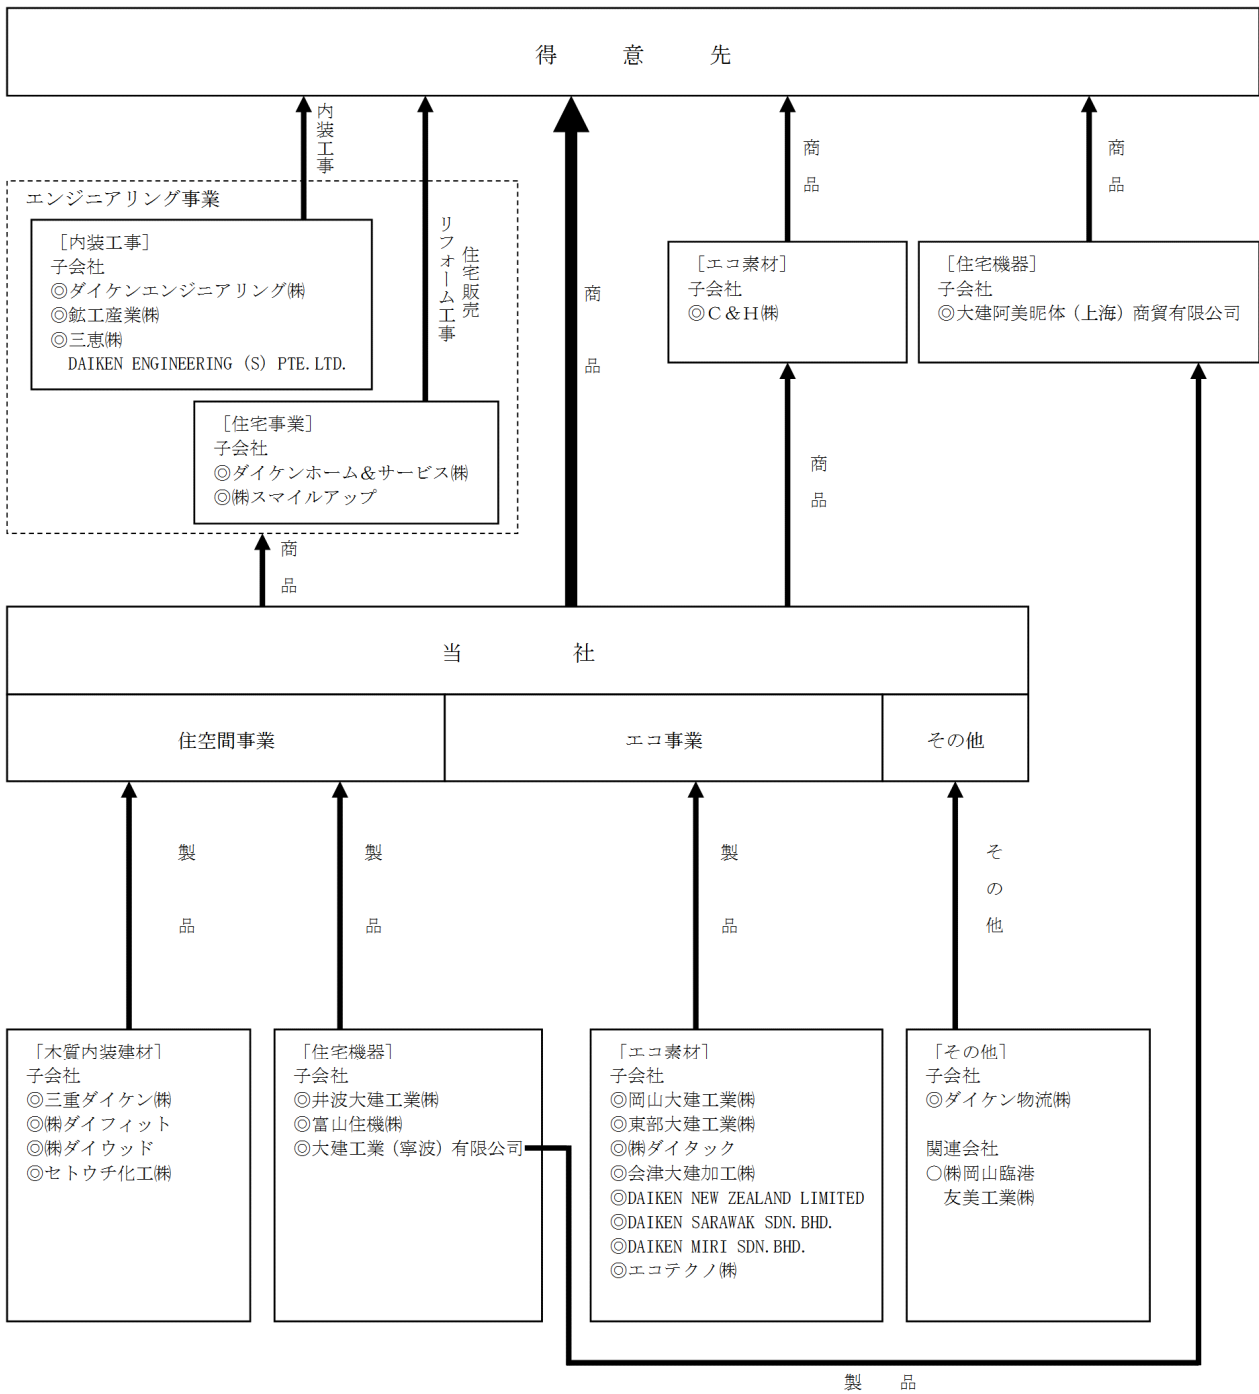 得意先
内装工事
リフォーム工事
住宅販売
商品
商品
商品
エンジニアリング事業
［内装工事］
子会社
◎ダイケンエンジニアリング㈱
◎鉱工産業㈱
◎三恵㈱
DAIKEN ENGINEERING (S) PTE.LTD.
［住宅事業］
子会社
◎ダイケンホーム＆サービス㈱
◎㈱スマイルアップ
［エコ素材］
子会社
◎Ｃ＆Ｈ㈱
［住宅機器］
子会社
◎大建阿美昵体（上海）商貿有限公司
商品
商品
当社
住空間事業
エコ事業
その他
製品
製品
製品
その他
［木質内装建材］
子会社
◎三重ダイケン㈱
◎㈱ダイフィット
◎㈱ダイウッド
◎セトウチ化工㈱
［住宅機器］
子会社
◎井波大建工業㈱
◎富山住機㈱
◎大建工業（寧波）有限公司
［エコ素材］
子会社
◎岡山大建工業㈱
◎東部大建工業㈱
◎㈱ダイタック
◎会津大建加工㈱
◎DAIKEN NEW ZEALAND LIMITED
◎DAIKEN SARAWAK SDN.BHD.
◎DAIKEN MIRI SDN.BHD.
◎エコテクノ㈱
［その他］
子会社
◎ダイケン物流㈱
関連会社
○㈱岡山臨港
友美工業㈱
製品